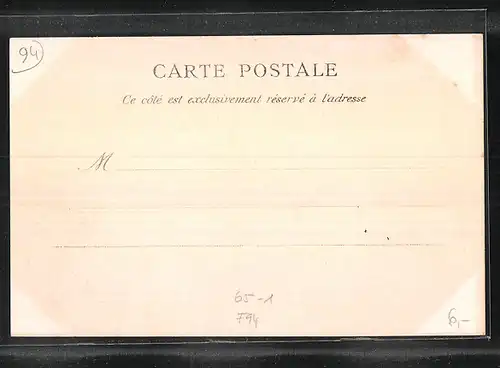 94
CARTE POSTALE
Ce côté est exclusivement réservé à l'adresse
M
65-1
F94
6,-